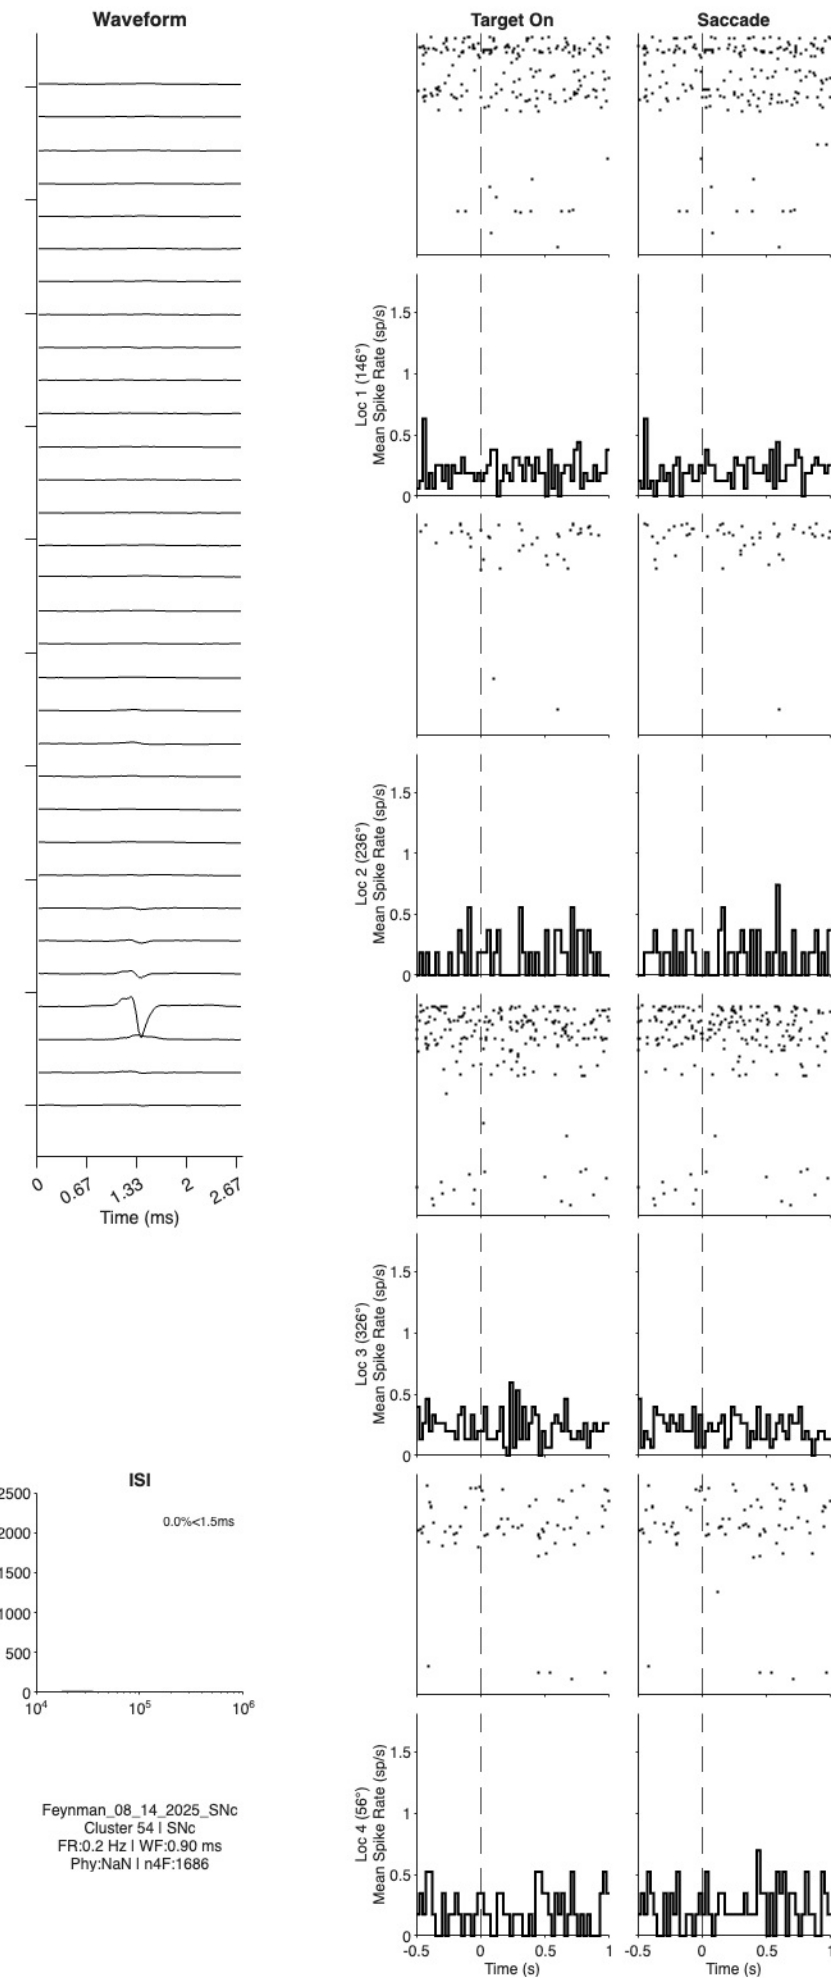 Waveform
Target On
Saccade
Loc 1 (146°)
Mean Spike Rate (sp/s)
1.5
1
0.5
0
Loc 2 (236°)
Mean Spike Rate (sp/s)
1.5
1
0.5
0
0
0.67
1.33
2
2.67
Time (ms)
Loc 3 (326°)
Mean Spike Rate (sp/s)
1.5
1
0.5
0
ISI
2500
2000
1500
1000
500
0
0.0%<1.5ms
10⁴
10⁵
10⁶
Loc 4 (56°)
Mean Spike Rate (sp/s)
1.5
1
0.5
0
Feynman_08_14_2025_SNc
Cluster 54 | SNc
FR:0.2 Hz | WF:0.90 ms
Phy:NaN | n4F:1686
-0.5
0
0.5
1
Time (s)
-0.5
0
0.5
1
Time (s)